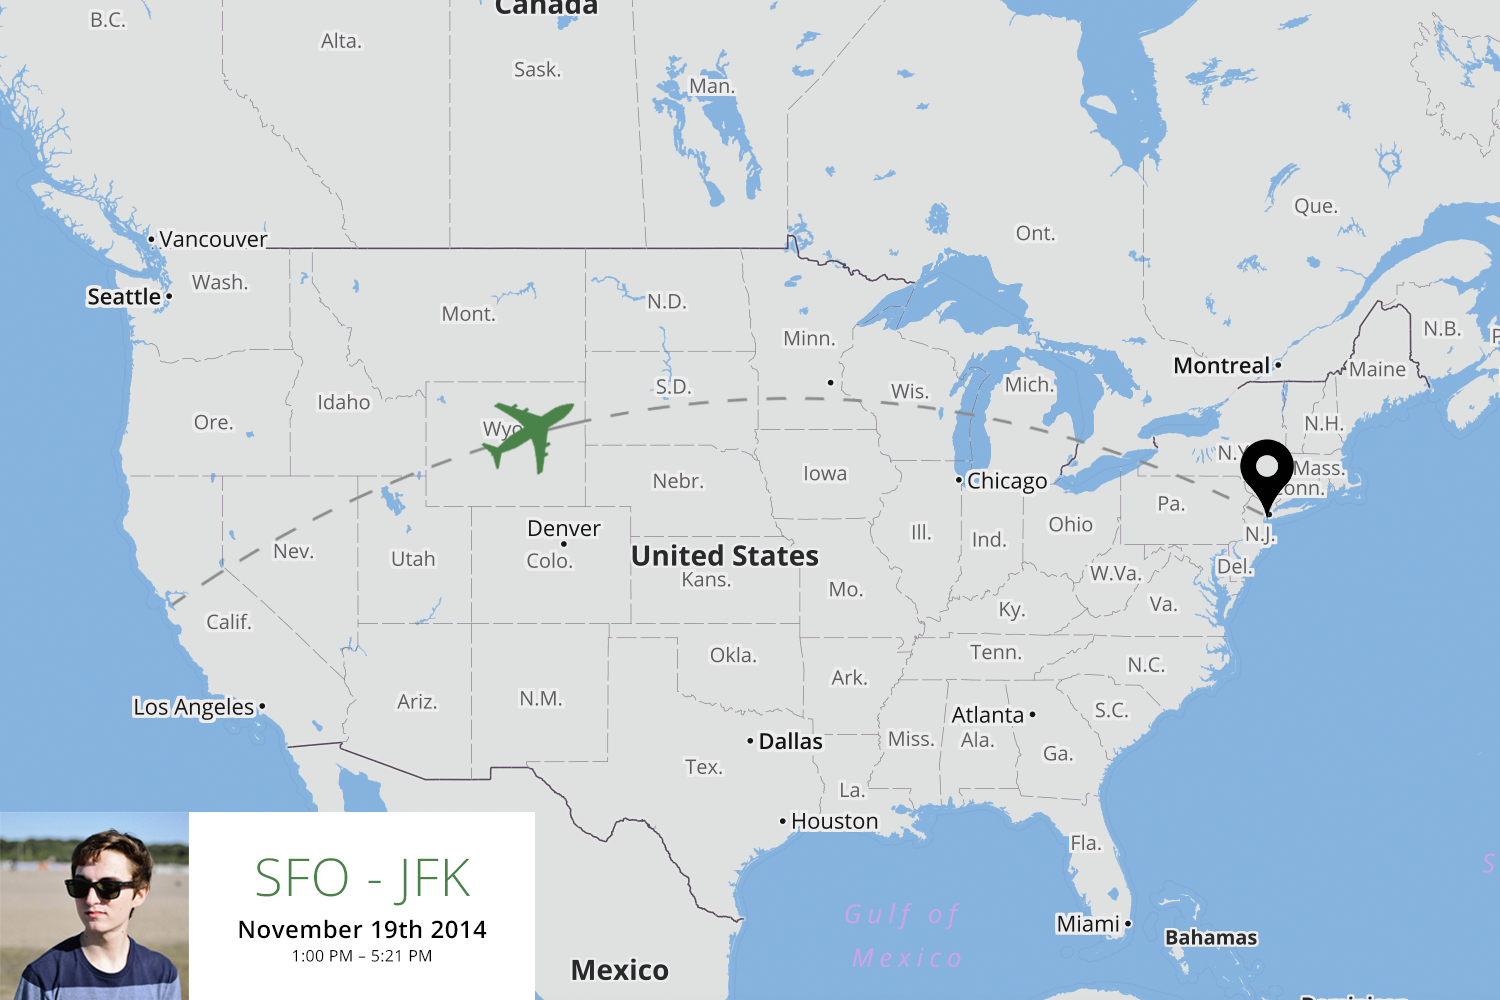 Canada
B.C.
Alta.
Sask.
Man.
Que.
Ont.
Vancouver
Wash.
Seattle
Mont.
N.D.
Minn.
N.B.
Montreal
Maine
Idaho
S.D.
Wis.
Mich.
Ore.
Wyo
N.H.
N.Y
Mass.
Nebr.
Iowa
Chicago
onn.
Pa.
Denver
Ill.
Ind.
Ohio
N.J.
Nev.
Utah
Colo.
United States
Kans.
Mo.
W.Va.
Del.
Calif.
Ky.
Va.
Okla.
Tenn.
N.C.
Ark.
Ariz.
N.M.
Los Angeles
Atlanta
S.C.
Dallas
Miss.
Ala.
Ga.
Tex.
La.
Houston
Fla.
SFO - JFK
November 19th 2014
1:00 PM – 5:21 PM
Gulf of
Mexico
Miami
Bahamas
Mexico